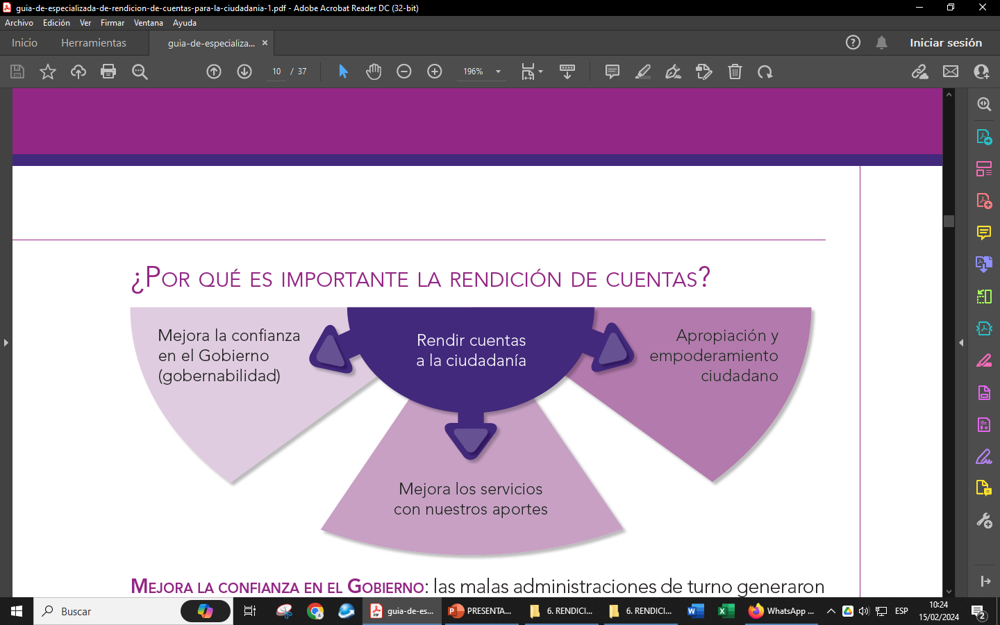 guia-de-especializada-de-rendicion-de-cuentas-para-la-ciudadania-1.pdf - Adobe Acrobat Reader DC (32-bit)
Archivo Edición Ver Firmar Ventana Ayuda
Inicio Herramientas guia-de-especializa... × Iniciar sesión
10 / 37 196%
¿Por qué es importante la rendición de cuentas?
Mejora la confianza
en el Gobierno
(gobernabilidad)
Rendir cuentas
a la ciudadanía
Apropiación y
empoderamiento
ciudadano
Mejora los servicios
con nuestros aportes
Mejora la confianza en el Gobierno: las malas administraciones de turno generaron
Buscar guia-de-es... PRESENTA... 6. RENDICI... 6. RENDICI... WhatsApp ... ESP
10:24
15/02/2024
2